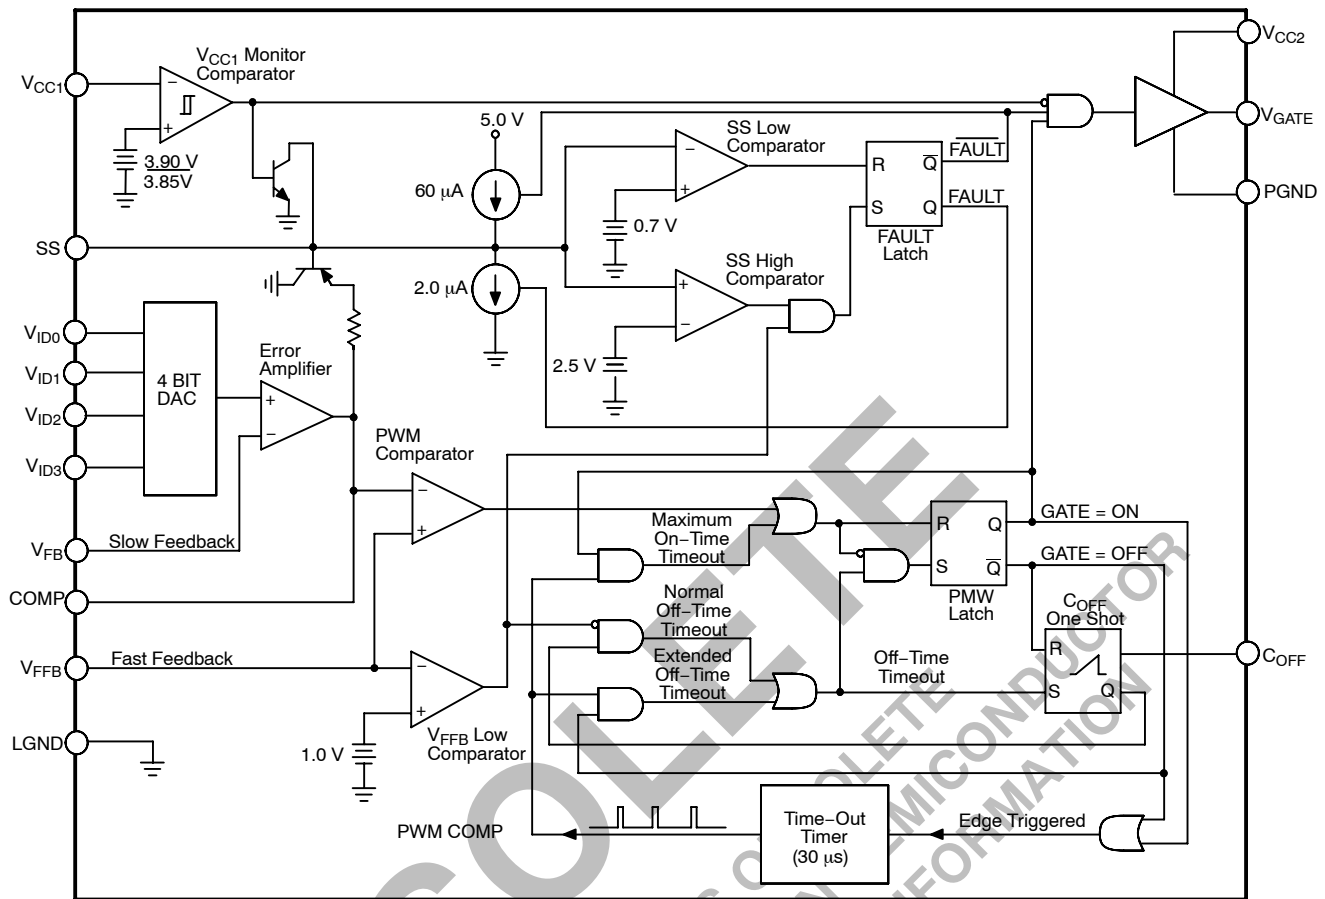 VCC1 Monitor
Comparator
VCC1
−
+
3.90 V
3.85V
5.0 V
60 µA
SS Low
Comparator
−
+
0.7 V
R
Q
S
Q
FAULT
FAULT
FAULT
Latch
VCC2
VGATE
PGND
SS
2.0 µA
SS High
Comparator
+
−
2.5 V
VID0
VID1
VID2
VID3
4 BIT
DAC
Error
Amplifier
+
−
PWM
Comparator
−
+
VFB
Slow Feedback
COMP
VFFB
Fast Feedback
−
+
VFFB Low
Comparator
1.0 V
LGND
Maximum
On−Time
Timeout
Normal
Off−Time
Timeout
Extended
Off−Time
Timeout
R
Q
S
Q
PMW
Latch
GATE = ON
GATE = OFF
COFF
One Shot
R
S
Q
COFF
Off−Time
Timeout
PWM COMP
Time−Out
Timer
(30 µs)
Edge Triggered
OLETE